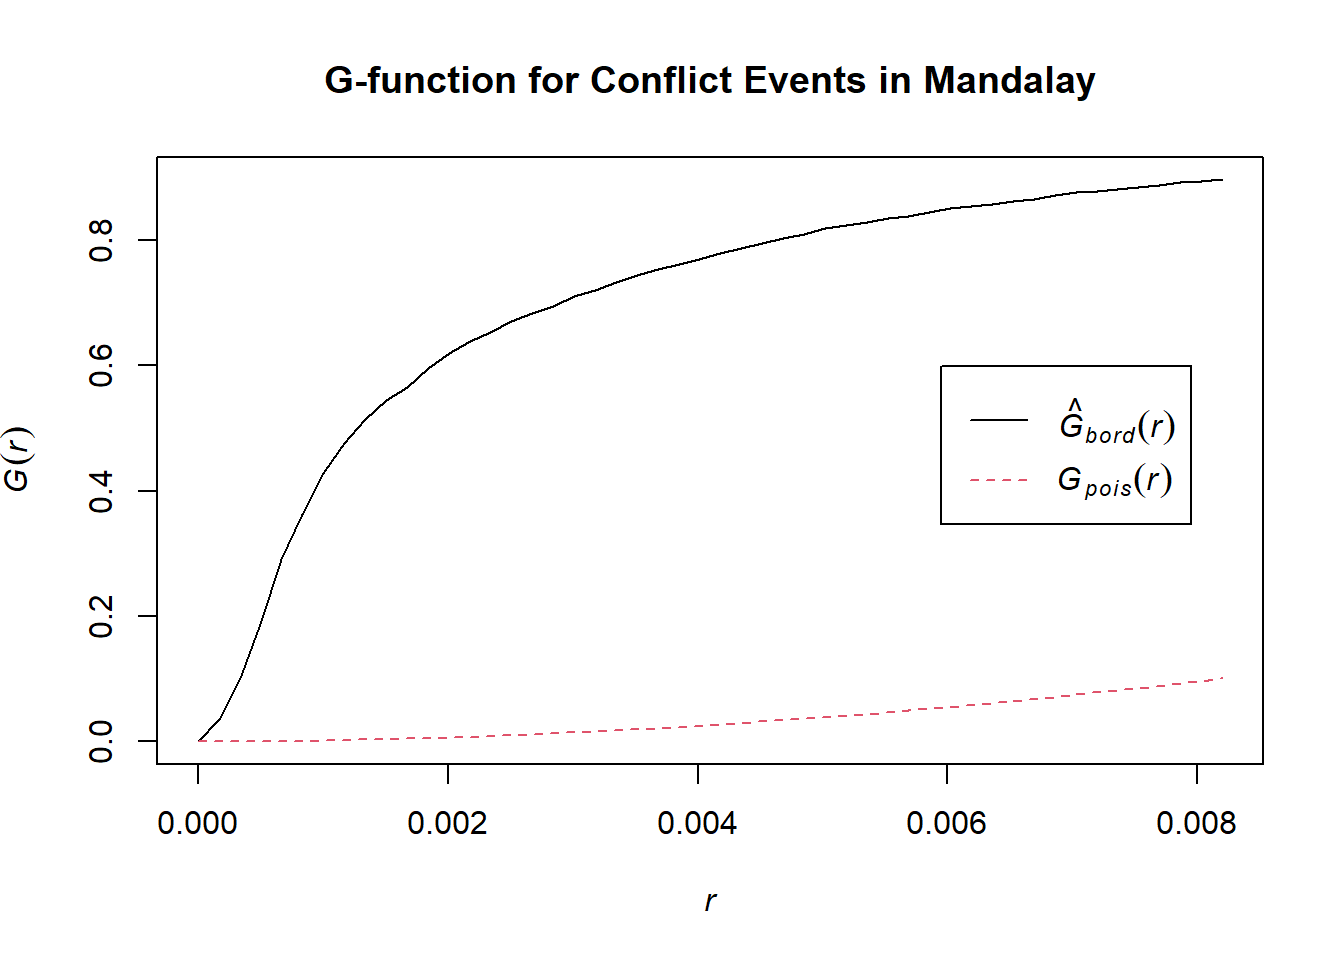 G-function for Conflict Events in Mandalay
G(r)
0.8
0.6
0.4
0.2
0.0
Ĝbord(r)
Gpois(r)
0.000 0.002 0.004 0.006 0.008
r